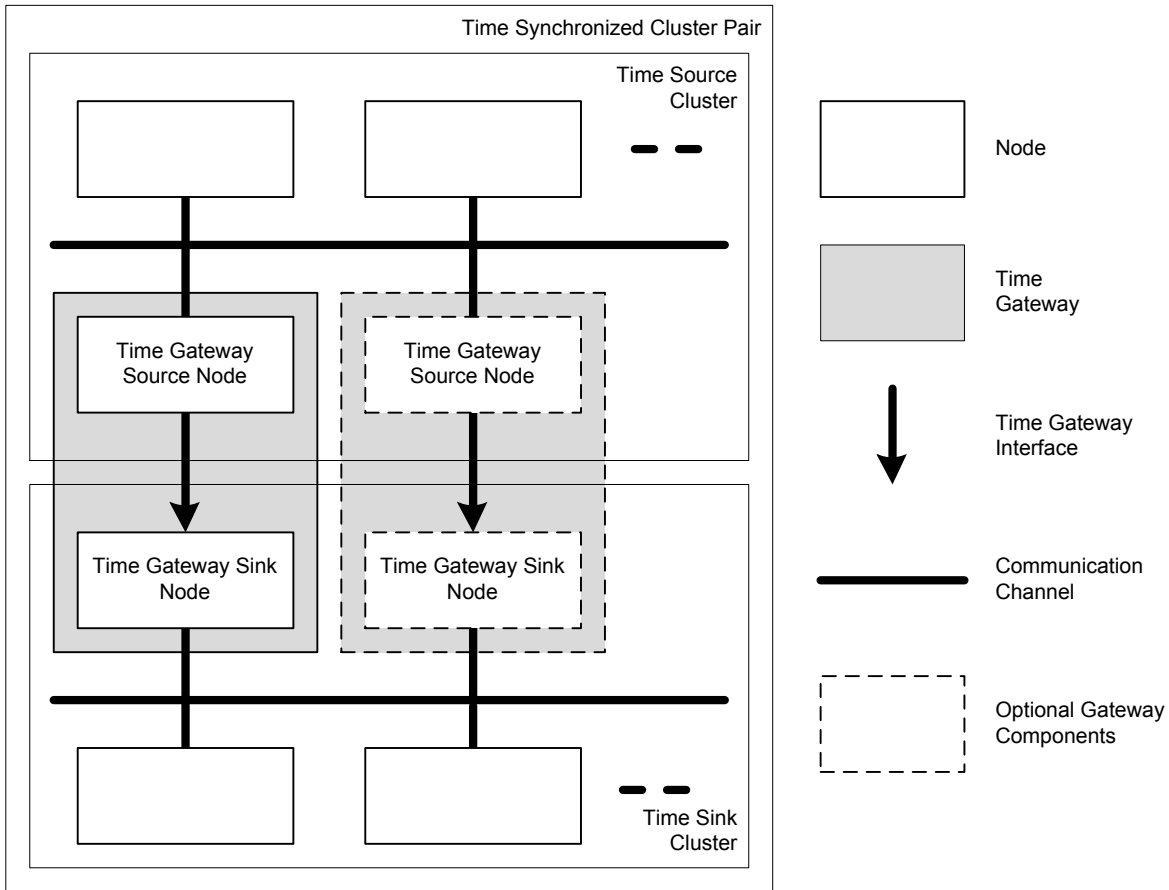 Time Synchronized Cluster Pair
Time Source
Cluster
Time Gateway
Source Node
Time Gateway
Source Node
Time Gateway Sink
Node
Time Gateway Sink
Node
Time Sink
Cluster
Node
Time
Gateway
Time Gateway
Interface
Communication
Channel
Optional Gateway
Components